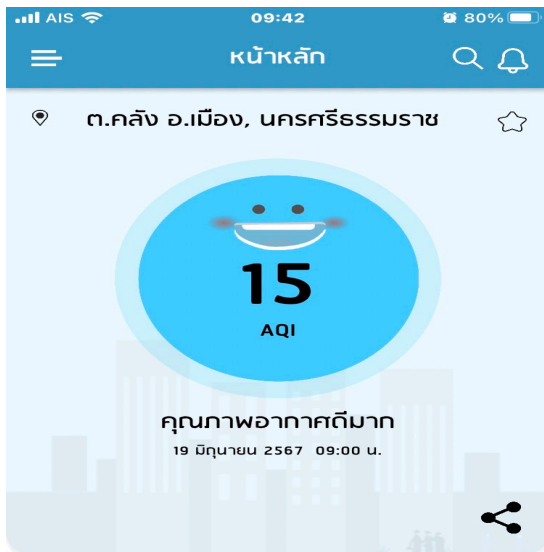 AIS 09:42 80%
หน้าหลัก
ต.คลัง อ.เมือง, นครศรีธรรมราช
15
AQI
คุณภาพอากาศดีมาก
19 มิถุนายน 2567 09:00 น.